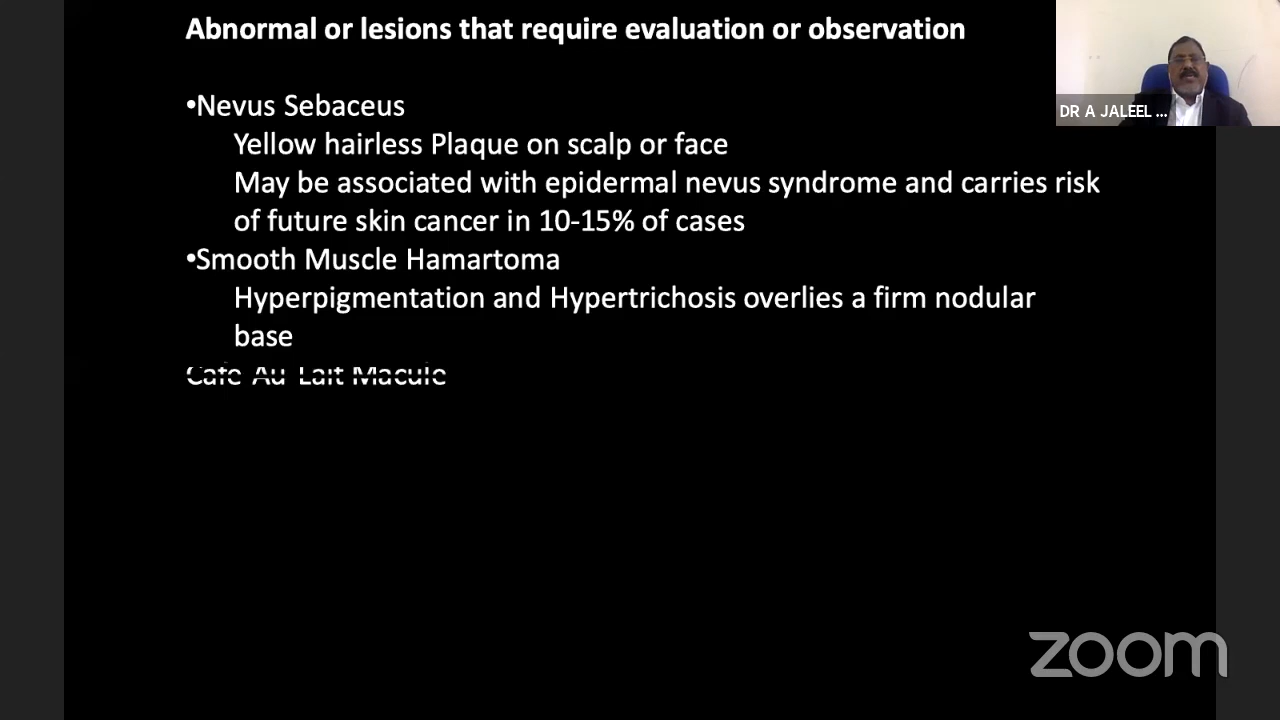 Abnormal or lesions that require evaluation or observation
•Nevus Sebaceus
Yellow hairless Plaque on scalp or face
May be associated with epidermal nevus syndrome and carries risk
of future skin cancer in 10-15% of cases
•Smooth Muscle Hamartoma
Hyperpigmentation and Hypertrichosis overlies a firm nodular
base
Cafe Au Lait Macule
DR A JALEEL ...
zoom